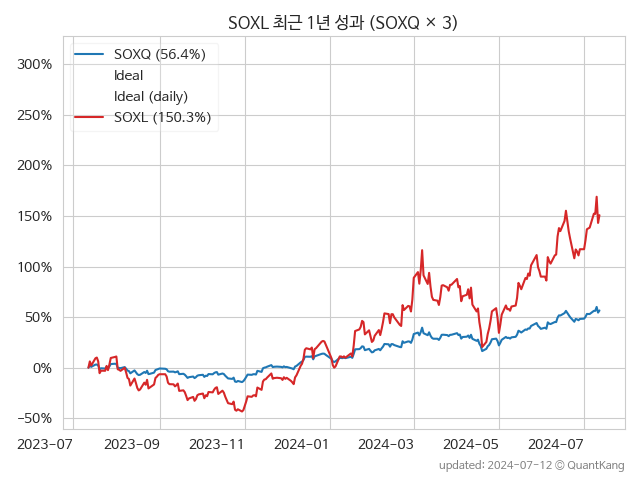 SOXL 최근 1년 성과 (SOXQ × 3)
SOXQ (56.4%)
Ideal
Ideal (daily)
SOXL (150.3%)
300%
250%
200%
150%
100%
50%
0%
−50%
2023-07 2023-09 2023-11 2024-01 2024-03 2024-05 2024-07
updated: 2024-07-12 © QuantKang